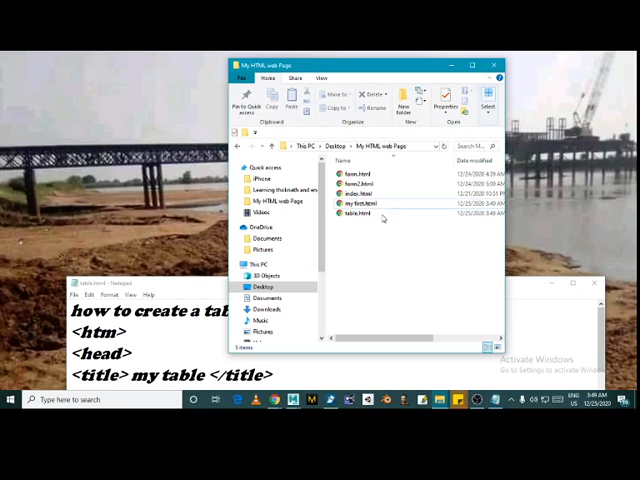 My HTML web Page
File
Home
Share
View
Pin to Quick access
Copy
Paste
Move to
Copy to
Delete
Rename
New folder
Properties
Select
Clipboard
Organize
New
Open
This PC
Desktop
My HTML web Page
Search M...
Name
Date modified
Quick access
iPhone
My HTML web Page
Videos
OneDrive
Documents
Pictures
This PC
3D Objects
Desktop
Documents
Downloads
Music
Pictures
form.html
12/24/2020 4:39 AM
form2.html
12/24/2020 5:00 AM
index.html
12/21/2020 10:51 PM
my first.html
12/25/2020 3:49 AM
table.html
12/25/2020 3:49 AM
5 items
table.html - Notepad
File Edit Format View Help
how to create a tab
<htm>
<head>
<title> my table </title>
Activate Windows
Go to Settings to activate Windows
Type here to search
ENG
US
3:49 AM
12/25/2020